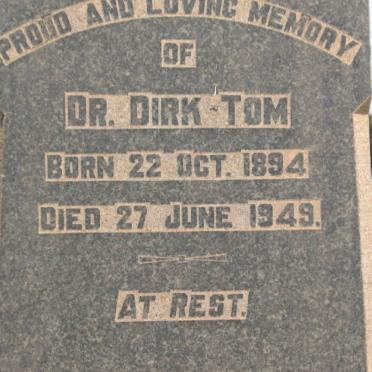 PROUD AND LOVING MEMORY
OF
DR. DIRK TOM
BORN 22 OCT. 1894
DIED 27 JUNE 1949.
AT REST.